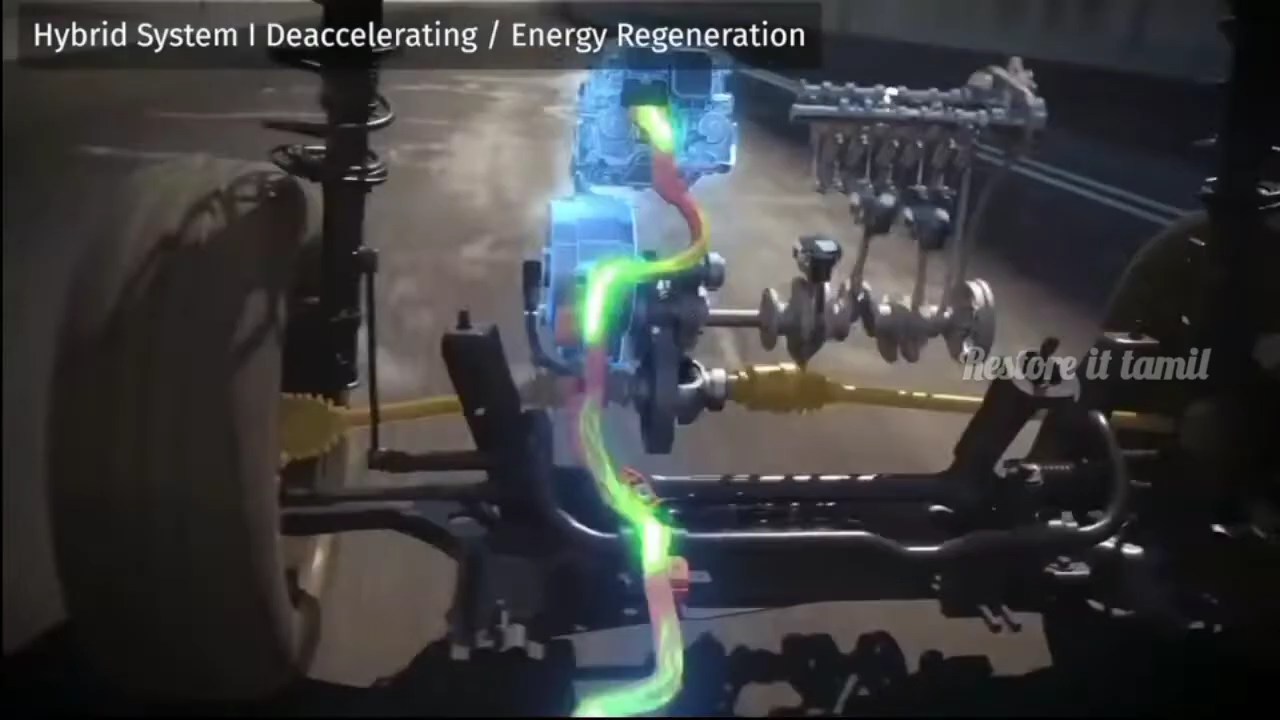 Hybrid System I Deaccelerating / Energy Regeneration
Restore it tamil